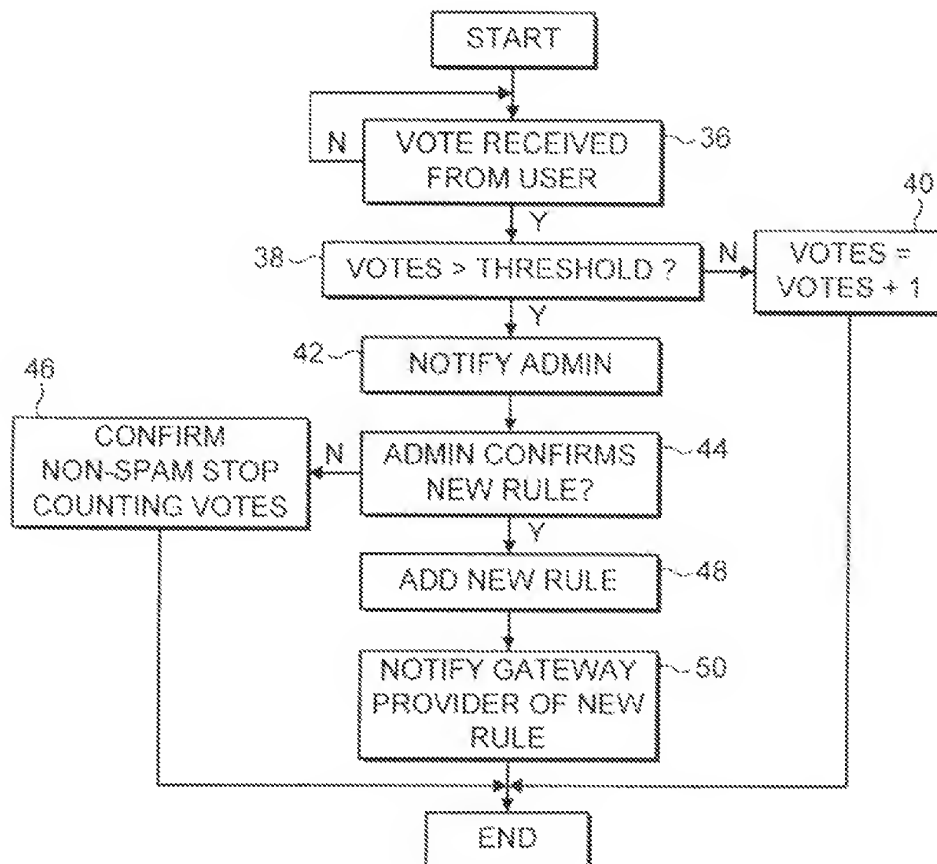 START
N
VOTE RECEIVED
FROM USER
36
Y
40
38
VOTES > THRESHOLD ?
N
VOTES =
VOTES + 1
Y
42
NOTIFY ADMIN
46
CONFIRM
NON-SPAM STOP
COUNTING VOTES
N
ADMIN CONFIRMS
NEW RULE?
44
Y
ADD NEW RULE
48
NOTIFY GATEWAY
PROVIDER OF NEW
RULE
50
END